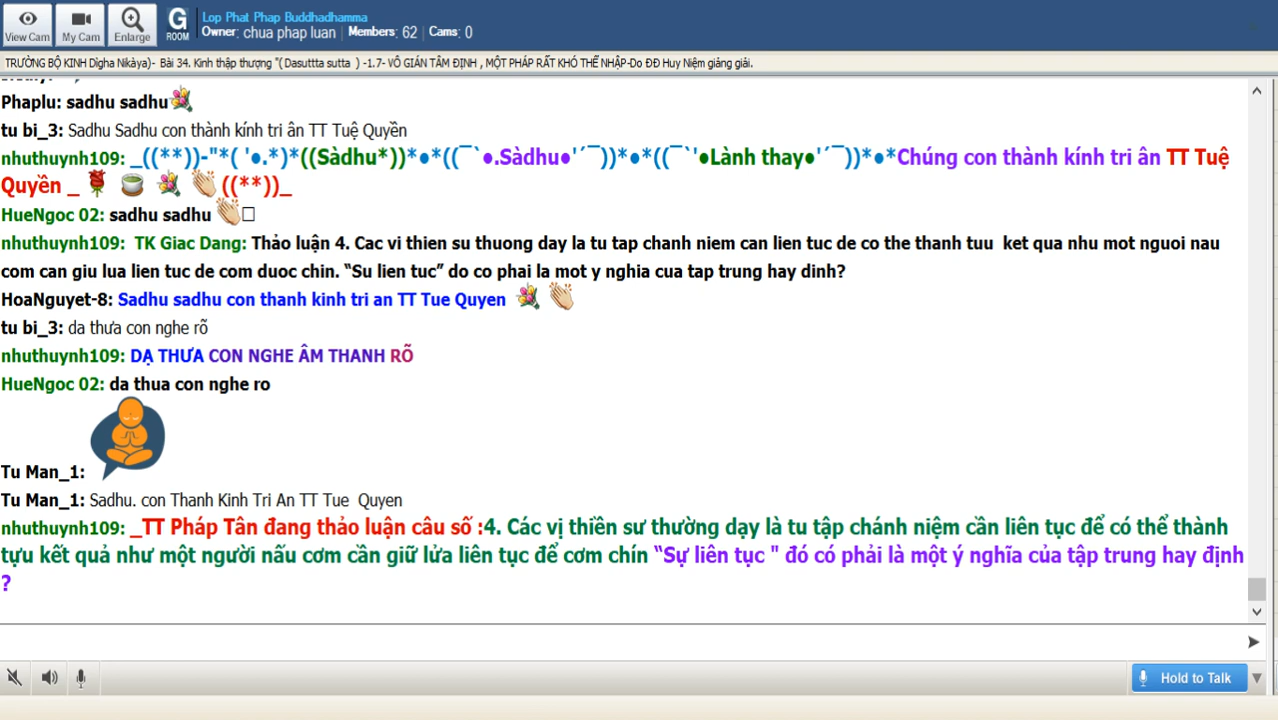 Lop Phat Phap Buddhadhamma
Owner: chua phap luan | Members: 62 | Cams: 0
View Cam My Cam Enlarge G ROOM
TRƯỜNG BỘ KINH Dĩgha Nikàya)- Bài 34. Kinh thập thượng "( Dasuttta sutta ) -1.7- VÔ GIÁN TÂM ĐỊNH , MỘT PHÁP RẤT KHÓ THỂ NHẬP-Do ĐĐ Huy Niệm giảng giải.
Phaplu: sadhu sadhu
tu bi_3: Sadhu Sadhu con thành kính tri ân TT Tuệ Quyền
nhuthuynh109: _((**))-"*( '●.*)*((Sàdhu*))*●*((¯`●.Sàdhu●'´¯))*●*((¯`'●Lành thay●'´¯))*●*Chúng con thành kính tri ân TT Tuệ
Quyền _ ((**))_
HueNgoc 02: sadhu sadhu
nhuthuynh109: TK Giac Dang: Thảo luận 4. Cac vi thien su thuong day la tu tap chanh niem can lien tuc de co the thanh tuu ket qua nhu mot nguoi nau
com can giu lua lien tuc de com duoc chin. “Su lien tuc” do co phai la mot y nghia cua tap trung hay dinh?
HoaNguyet-8: Sadhu sadhu con thanh kinh tri an TT Tue Quyen
tu bi_3: da thưa con nghe rõ
nhuthuynh109: DẠ THƯA CON NGHE ÂM THANH RÕ
HueNgoc 02: da thua con nghe ro
Tu Man_1:
Tu Man_1: Sadhu. con Thanh Kinh Tri An TT Tue Quyen
nhuthuynh109: _TT Pháp Tân đang thảo luận câu số :4. Các vị thiền sư thường dạy là tu tập chánh niệm cần liên tục để có thể thành
tựu kết quả như một người nấu cơm cần giữ lửa liên tục để cơm chín “Sự liên tục " đó có phải là một ý nghĩa của tập trung hay định
?
Hold to Talk